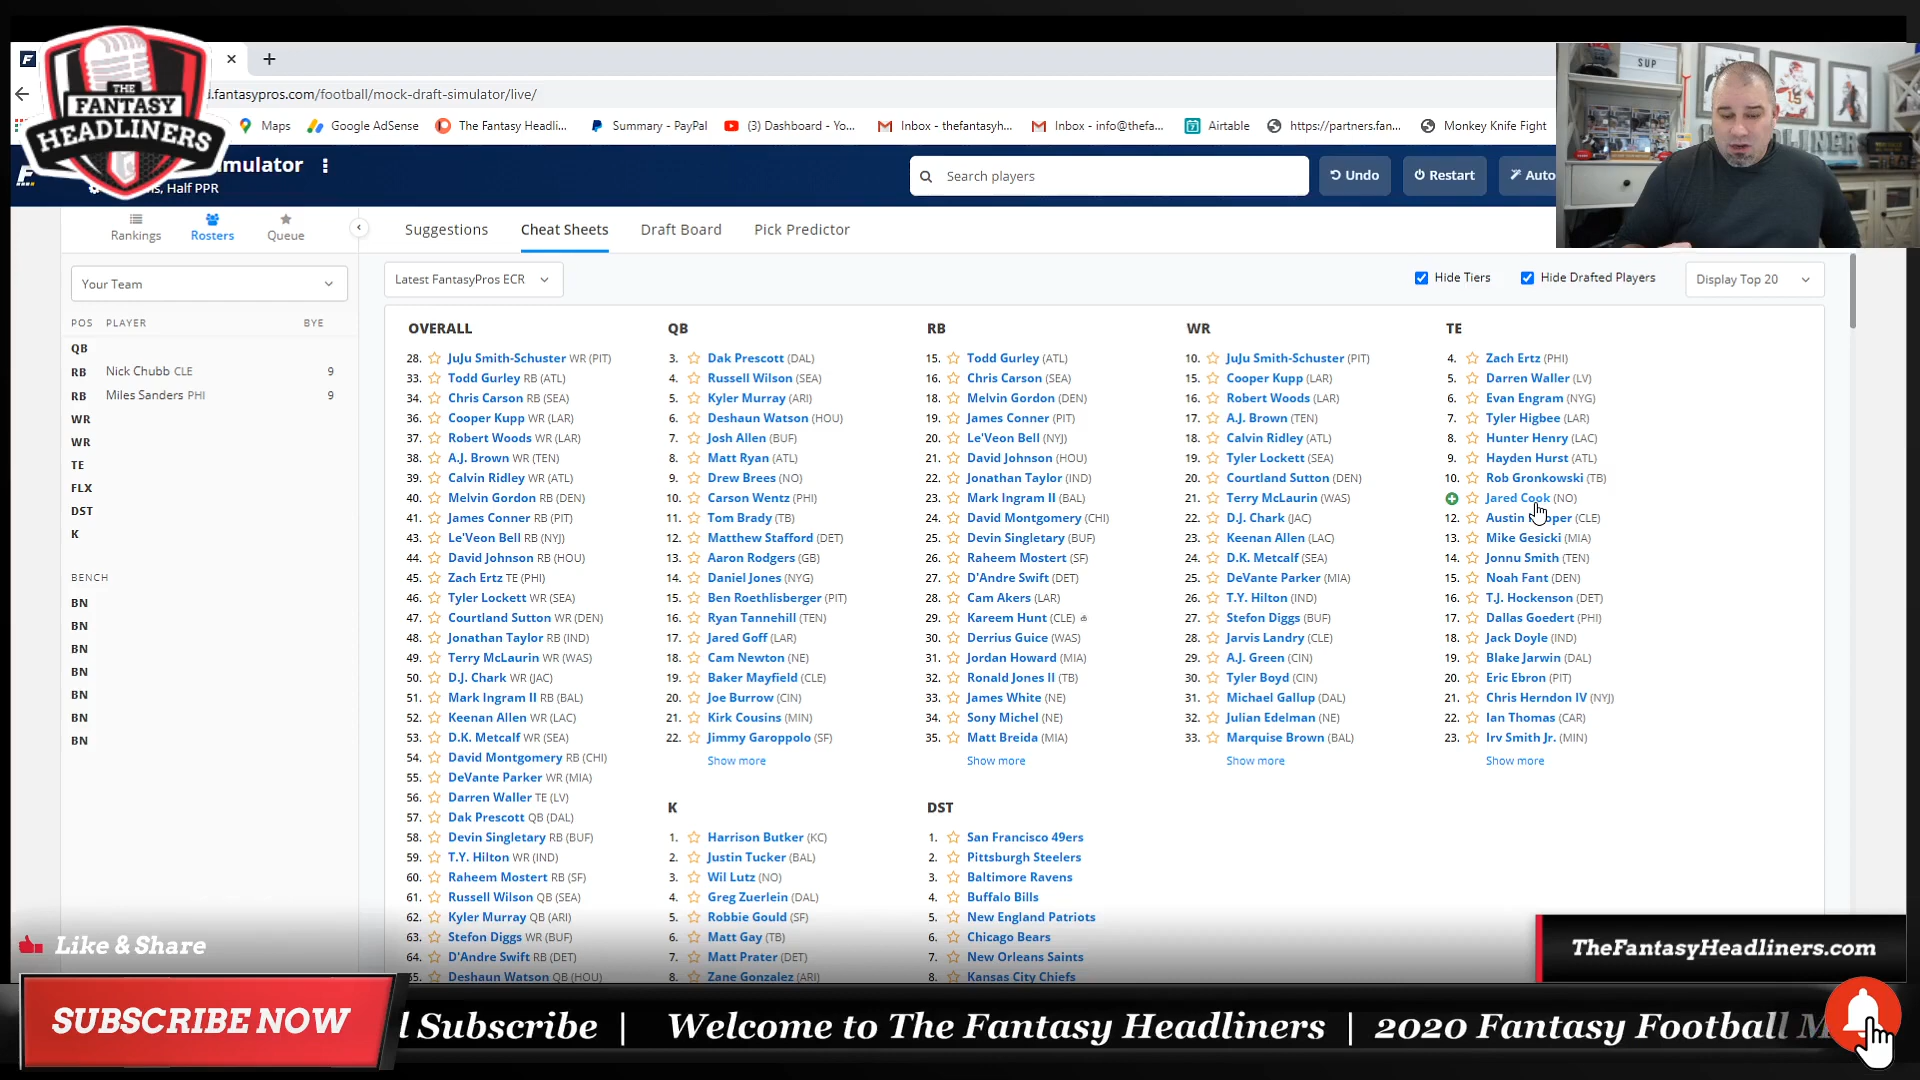 SUP
THE
FANTASY
HEADLINERS
.fantasypros.com/football/mock-draft-simulator/live/
Maps
Google AdSense
The Fantasy Headli...
Summary - PayPal
(3) Dashboard - Yo...
Inbox - thefantasyh...
Inbox - info@thefa...
Airtable
https://partners.fan...
Monkey Knife Fight
mulator
Search players
Undo
Restart
Auto
s, Half PPR
Rankings
Rosters
Queue
Suggestions
Cheat Sheets
Draft Board
Pick Predictor
Your Team
Latest FantasyPros ECR
Hide Tiers
Hide Drafted Players
Display Top 20
POS PLAYER BYE
QB
RB Nick Chubb CLE 9
RB Miles Sanders PHI 9
WR
WR
TE
FLX
DST
K
BENCH
BN
BN
BN
BN
BN
BN
BN
OVERALL
28. JuJu Smith-Schuster WR (PIT)
33. Todd Gurley RB (ATL)
34. Chris Carson RB (SEA)
36. Cooper Kupp WR (LAR)
37. Robert Woods WR (LAR)
38. A.J. Brown WR (TEN)
39. Calvin Ridley WR (ATL)
40. Melvin Gordon RB (DEN)
41. James Conner RB (PIT)
43. Le'Veon Bell RB (NYJ)
44. David Johnson RB (HOU)
45. Zach Ertz TE (PHI)
46. Tyler Lockett WR (SEA)
47. Courtland Sutton WR (DEN)
48. Jonathan Taylor RB (IND)
49. Terry McLaurin WR (WAS)
50. D.J. Chark WR (JAC)
51. Mark Ingram II RB (BAL)
52. Keenan Allen WR (LAC)
53. D.K. Metcalf WR (SEA)
54. David Montgomery RB (CHI)
55. DeVante Parker WR (MIA)
56. Darren Waller TE (LV)
57. Dak Prescott QB (DAL)
58. Devin Singletary RB (BUF)
59. T.Y. Hilton WR (IND)
60. Raheem Mostert RB (SF)
61. Russell Wilson QB (SEA)
62. Kyler Murray QB (ARI)
63. Stefon Diggs WR (BUF)
64. D'Andre Swift RB (DET)
65. Deshaun Watson QB (HOU)
QB
3. Dak Prescott (DAL)
4. Russell Wilson (SEA)
5. Kyler Murray (ARI)
6. Deshaun Watson (HOU)
7. Josh Allen (BUF)
8. Matt Ryan (ATL)
9. Drew Brees (NO)
10. Carson Wentz (PHI)
11. Tom Brady (TB)
12. Matthew Stafford (DET)
13. Aaron Rodgers (GB)
14. Daniel Jones (NYG)
15. Ben Roethlisberger (PIT)
16. Ryan Tannehill (TEN)
17. Jared Goff (LAR)
18. Cam Newton (NE)
19. Baker Mayfield (CLE)
20. Joe Burrow (CIN)
21. Kirk Cousins (MIN)
22. Jimmy Garoppolo (SF)
Show more
RB
15. Todd Gurley (ATL)
16. Chris Carson (SEA)
18. Melvin Gordon (DEN)
19. James Conner (PIT)
20. Le'Veon Bell (NYJ)
21. David Johnson (HOU)
22. Jonathan Taylor (IND)
23. Mark Ingram II (BAL)
24. David Montgomery (CHI)
25. Devin Singletary (BUF)
26. Raheem Mostert (SF)
27. D'Andre Swift (DET)
28. Cam Akers (LAR)
29. Kareem Hunt (CLE)
30. Derrius Guice (WAS)
31. Jordan Howard (MIA)
32. Ronald Jones II (TB)
33. James White (NE)
34. Sony Michel (NE)
35. Matt Breida (MIA)
Show more
WR
10. JuJu Smith-Schuster (PIT)
15. Cooper Kupp (LAR)
16. Robert Woods (LAR)
17. A.J. Brown (TEN)
18. Calvin Ridley (ATL)
19. Tyler Lockett (SEA)
20. Courtland Sutton (DEN)
21. Terry McLaurin (WAS)
22. D.J. Chark (JAC)
23. Keenan Allen (LAC)
24. D.K. Metcalf (SEA)
25. DeVante Parker (MIA)
26. T.Y. Hilton (IND)
27. Stefon Diggs (BUF)
28. Jarvis Landry (CLE)
29. A.J. Green (CIN)
30. Tyler Boyd (CIN)
31. Michael Gallup (DAL)
32. Julian Edelman (NE)
33. Marquise Brown (BAL)
Show more
TE
4. Zach Ertz (PHI)
5. Darren Waller (LV)
6. Evan Engram (NYG)
7. Tyler Higbee (LAR)
8. Hunter Henry (LAC)
9. Hayden Hurst (ATL)
10. Rob Gronkowski (TB)
Jared Cook (NO)
12. Austin Hooper (CLE)
13. Mike Gesicki (MIA)
14. Jonnu Smith (TEN)
15. Noah Fant (DEN)
16. T.J. Hockenson (DET)
17. Dallas Goedert (PHI)
18. Jack Doyle (IND)
19. Blake Jarwin (DAL)
20. Eric Ebron (PIT)
21. Chris Herndon IV (NYJ)
22. Ian Thomas (CAR)
23. Irv Smith Jr. (MIN)
Show more
K
1. Harrison Butker (KC)
2. Justin Tucker (BAL)
3. Wil Lutz (NO)
4. Greg Zuerlein (DAL)
5. Robbie Gould (SF)
6. Matt Gay (TB)
7. Matt Prater (DET)
8. Zane Gonzalez (ARI)
DST
1. San Francisco 49ers
2. Pittsburgh Steelers
3. Baltimore Ravens
4. Buffalo Bills
5. New England Patriots
6. Chicago Bears
7. New Orleans Saints
8. Kansas City Chiefs
Like & Share
TheFantasyHeadliners.com
SUBSCRIBE NOW
d Subscribe | Welcome to The Fantasy Headliners | 2020 Fantasy Football M